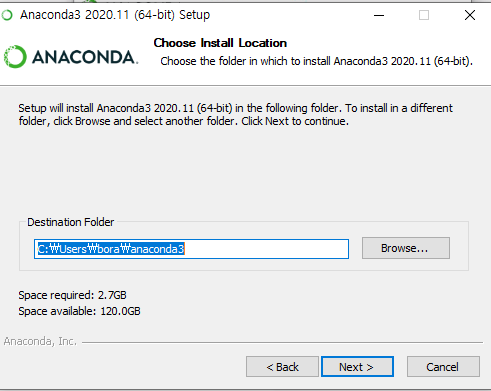 Anaconda3 2020.11 (64-bit) Setup
Choose Install Location
Choose the folder in which to install Anaconda3 2020.11 (64-bit).
ANACONDA.
Setup will install Anaconda3 2020.11 (64-bit) in the following folder. To install in a different
folder, click Browse and select another folder. Click Next to continue.
Destination Folder
C:₩Users₩bora₩anaconda3
Browse...
Space required: 2.7GB
Space available: 120.0GB
Anaconda, Inc.
< Back
Next >
Cancel